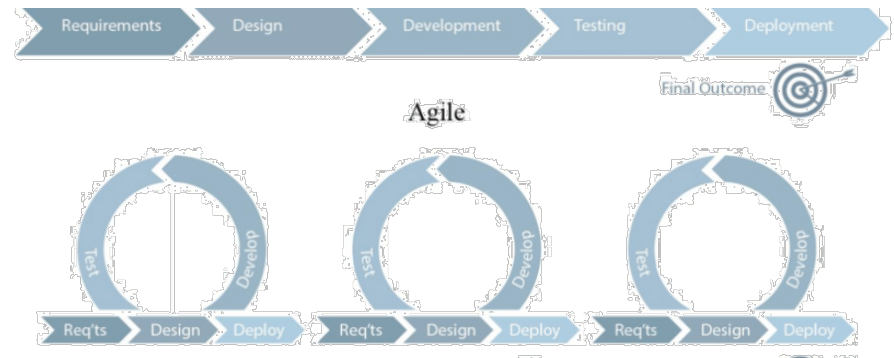 Requirements Design Development Testing Deployment
Final Outcome
Agile
Test Develop Test Develop Test Develop
Req'ts Design Deploy Req'ts Design Deploy Req'ts Design Deploy